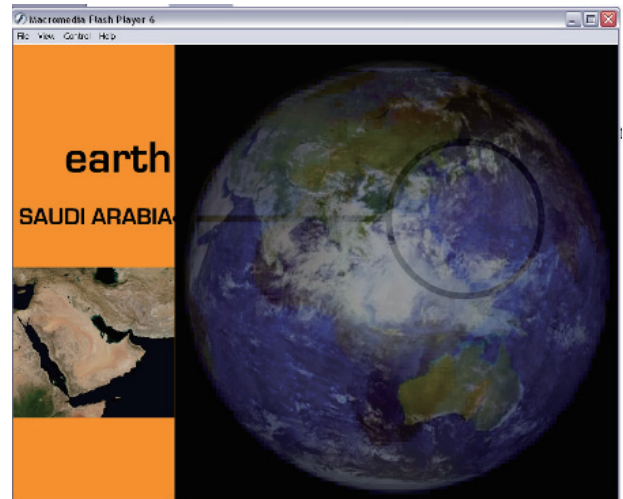 Macromedia Flash Player 6
File View Control Help
earth
SAUDI ARABIA